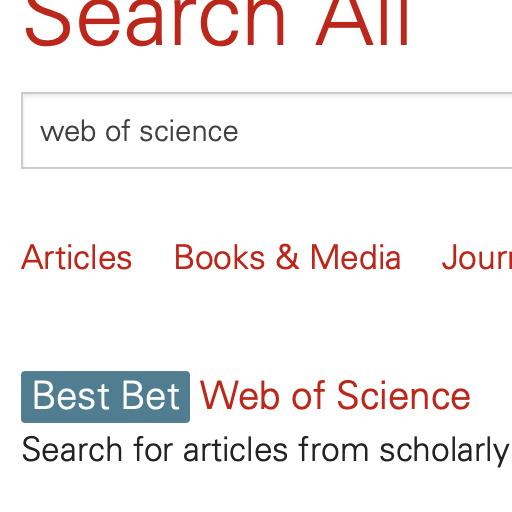 Search All
web of science
Articles Books & Media Jour
Best Bet Web of Science
Search for articles from scholarly